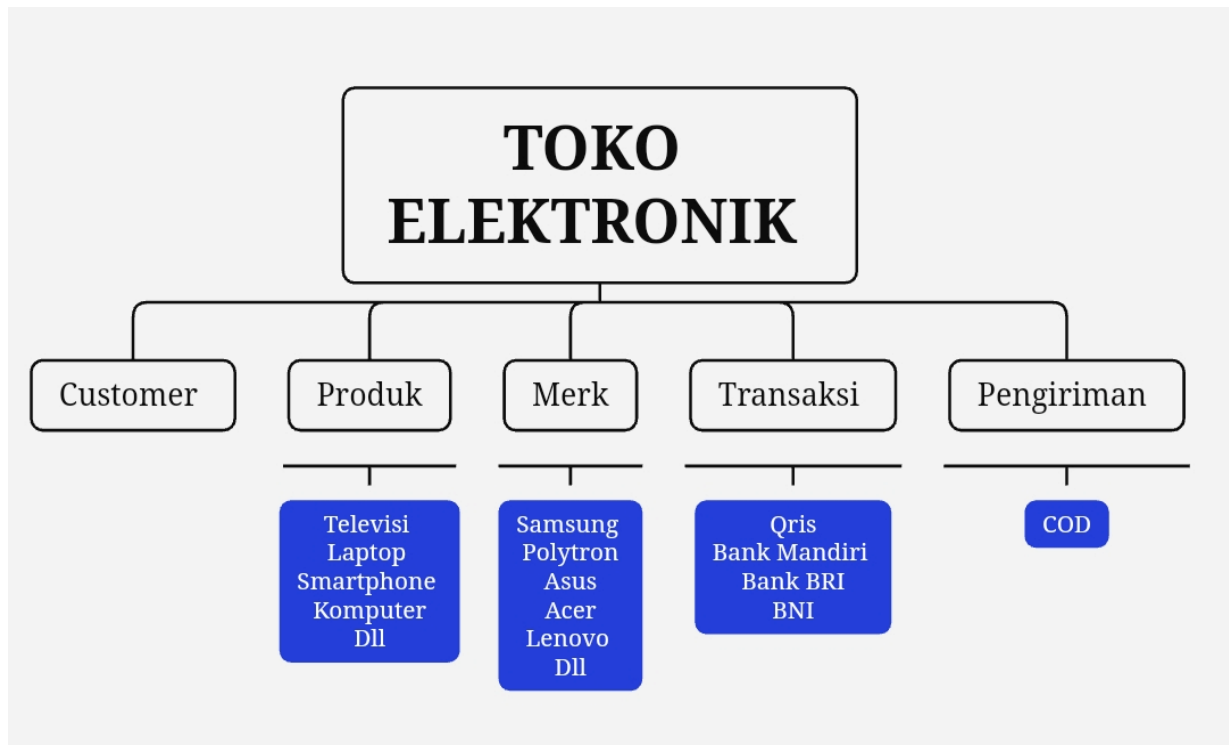 TOKO
ELEKTRONIK
Customer
Produk
Merk
Transaksi
Pengiriman
Televisi
Laptop
Smartphone
Komputer
Dll
Samsung
Polytron
Asus
Acer
Lenovo
Dll
Qris
Bank Mandiri
Bank BRI
BNI
COD